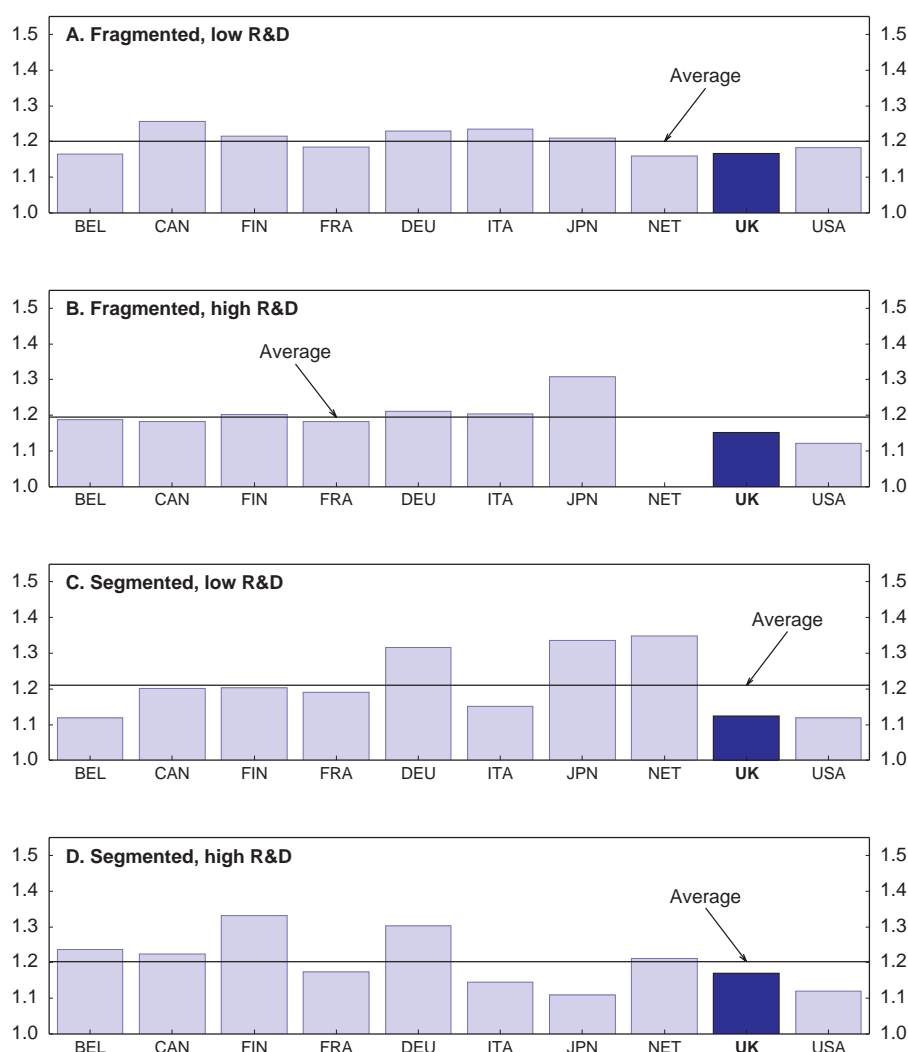 A. Fragmented, low R&D
1.5 1.5
1.4 1.4
Average
1.3 1.3
1.2 1.2
1.1 1.1
1.0 1.0
BEL CAN FIN FRA DEU ITA JPN NET UK USA
B. Fragmented, high R&D
1.5 1.5
1.4 1.4
Average
1.3 1.3
1.2 1.2
1.1 1.1
1.0 1.0
BEL CAN FIN FRA DEU ITA JPN NET UK USA
C. Segmented, low R&D
1.5 1.5
1.4 1.4
Average
1.3 1.3
1.2 1.2
1.1 1.1
1.0 1.0
BEL CAN FIN FRA DEU ITA JPN NET UK USA
D. Segmented, high R&D
1.5 1.5
1.4 1.4
Average
1.3 1.3
1.2 1.2
1.1 1.1
1.0 1.0
BEL CAN FIN FRA DEU ITA JPN NET UK USA